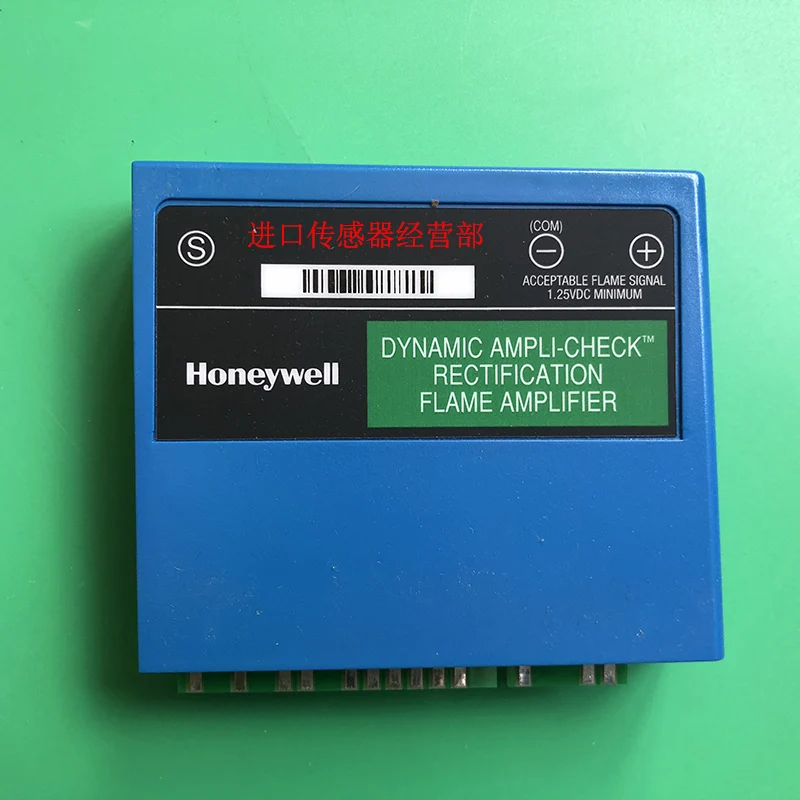 进口传感器经营部
(COM)
S
− +
ACCEPTABLE FLAME SIGNAL
1.25VDC MINIMUM
Honeywell
DYNAMIC AMPLI-CHECK™
RECTIFICATION
FLAME AMPLIFIER